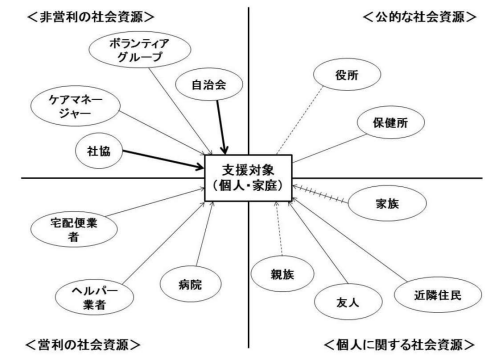 ＜非営利の社会資源＞
＜公的な社会資源＞
ボランティア
グループ
自治会
役所
ケアマネー
ジャー
保健所
社協
支援対象
（個人・家庭）
家族
宅配便業
者
親族
近隣住民
ヘルパー
業者
病院
友人
＜営利の社会資源＞
＜個人に関する社会資源＞